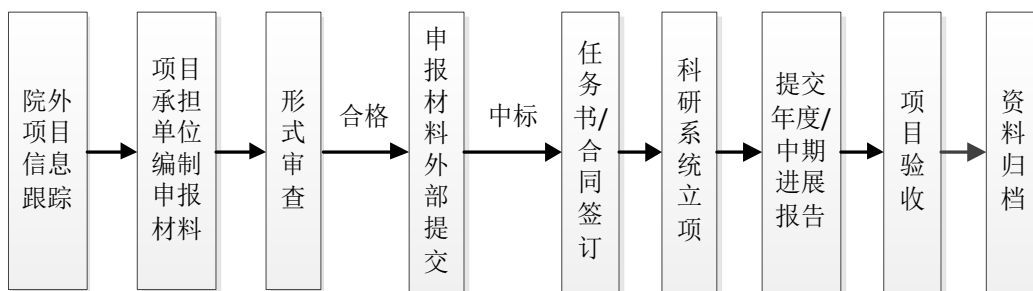 院外
项目
信息
跟踪
项目
承担
单位
编制
申报
材料
形
式
审
查
合格
申
报
材
料
外
部
提
交
中标
任
务
书/
合
同
签
订
科
研
系
统
立
项
提交
年度/
中期
进展
报告
项
目
验
收
资
料
归
档